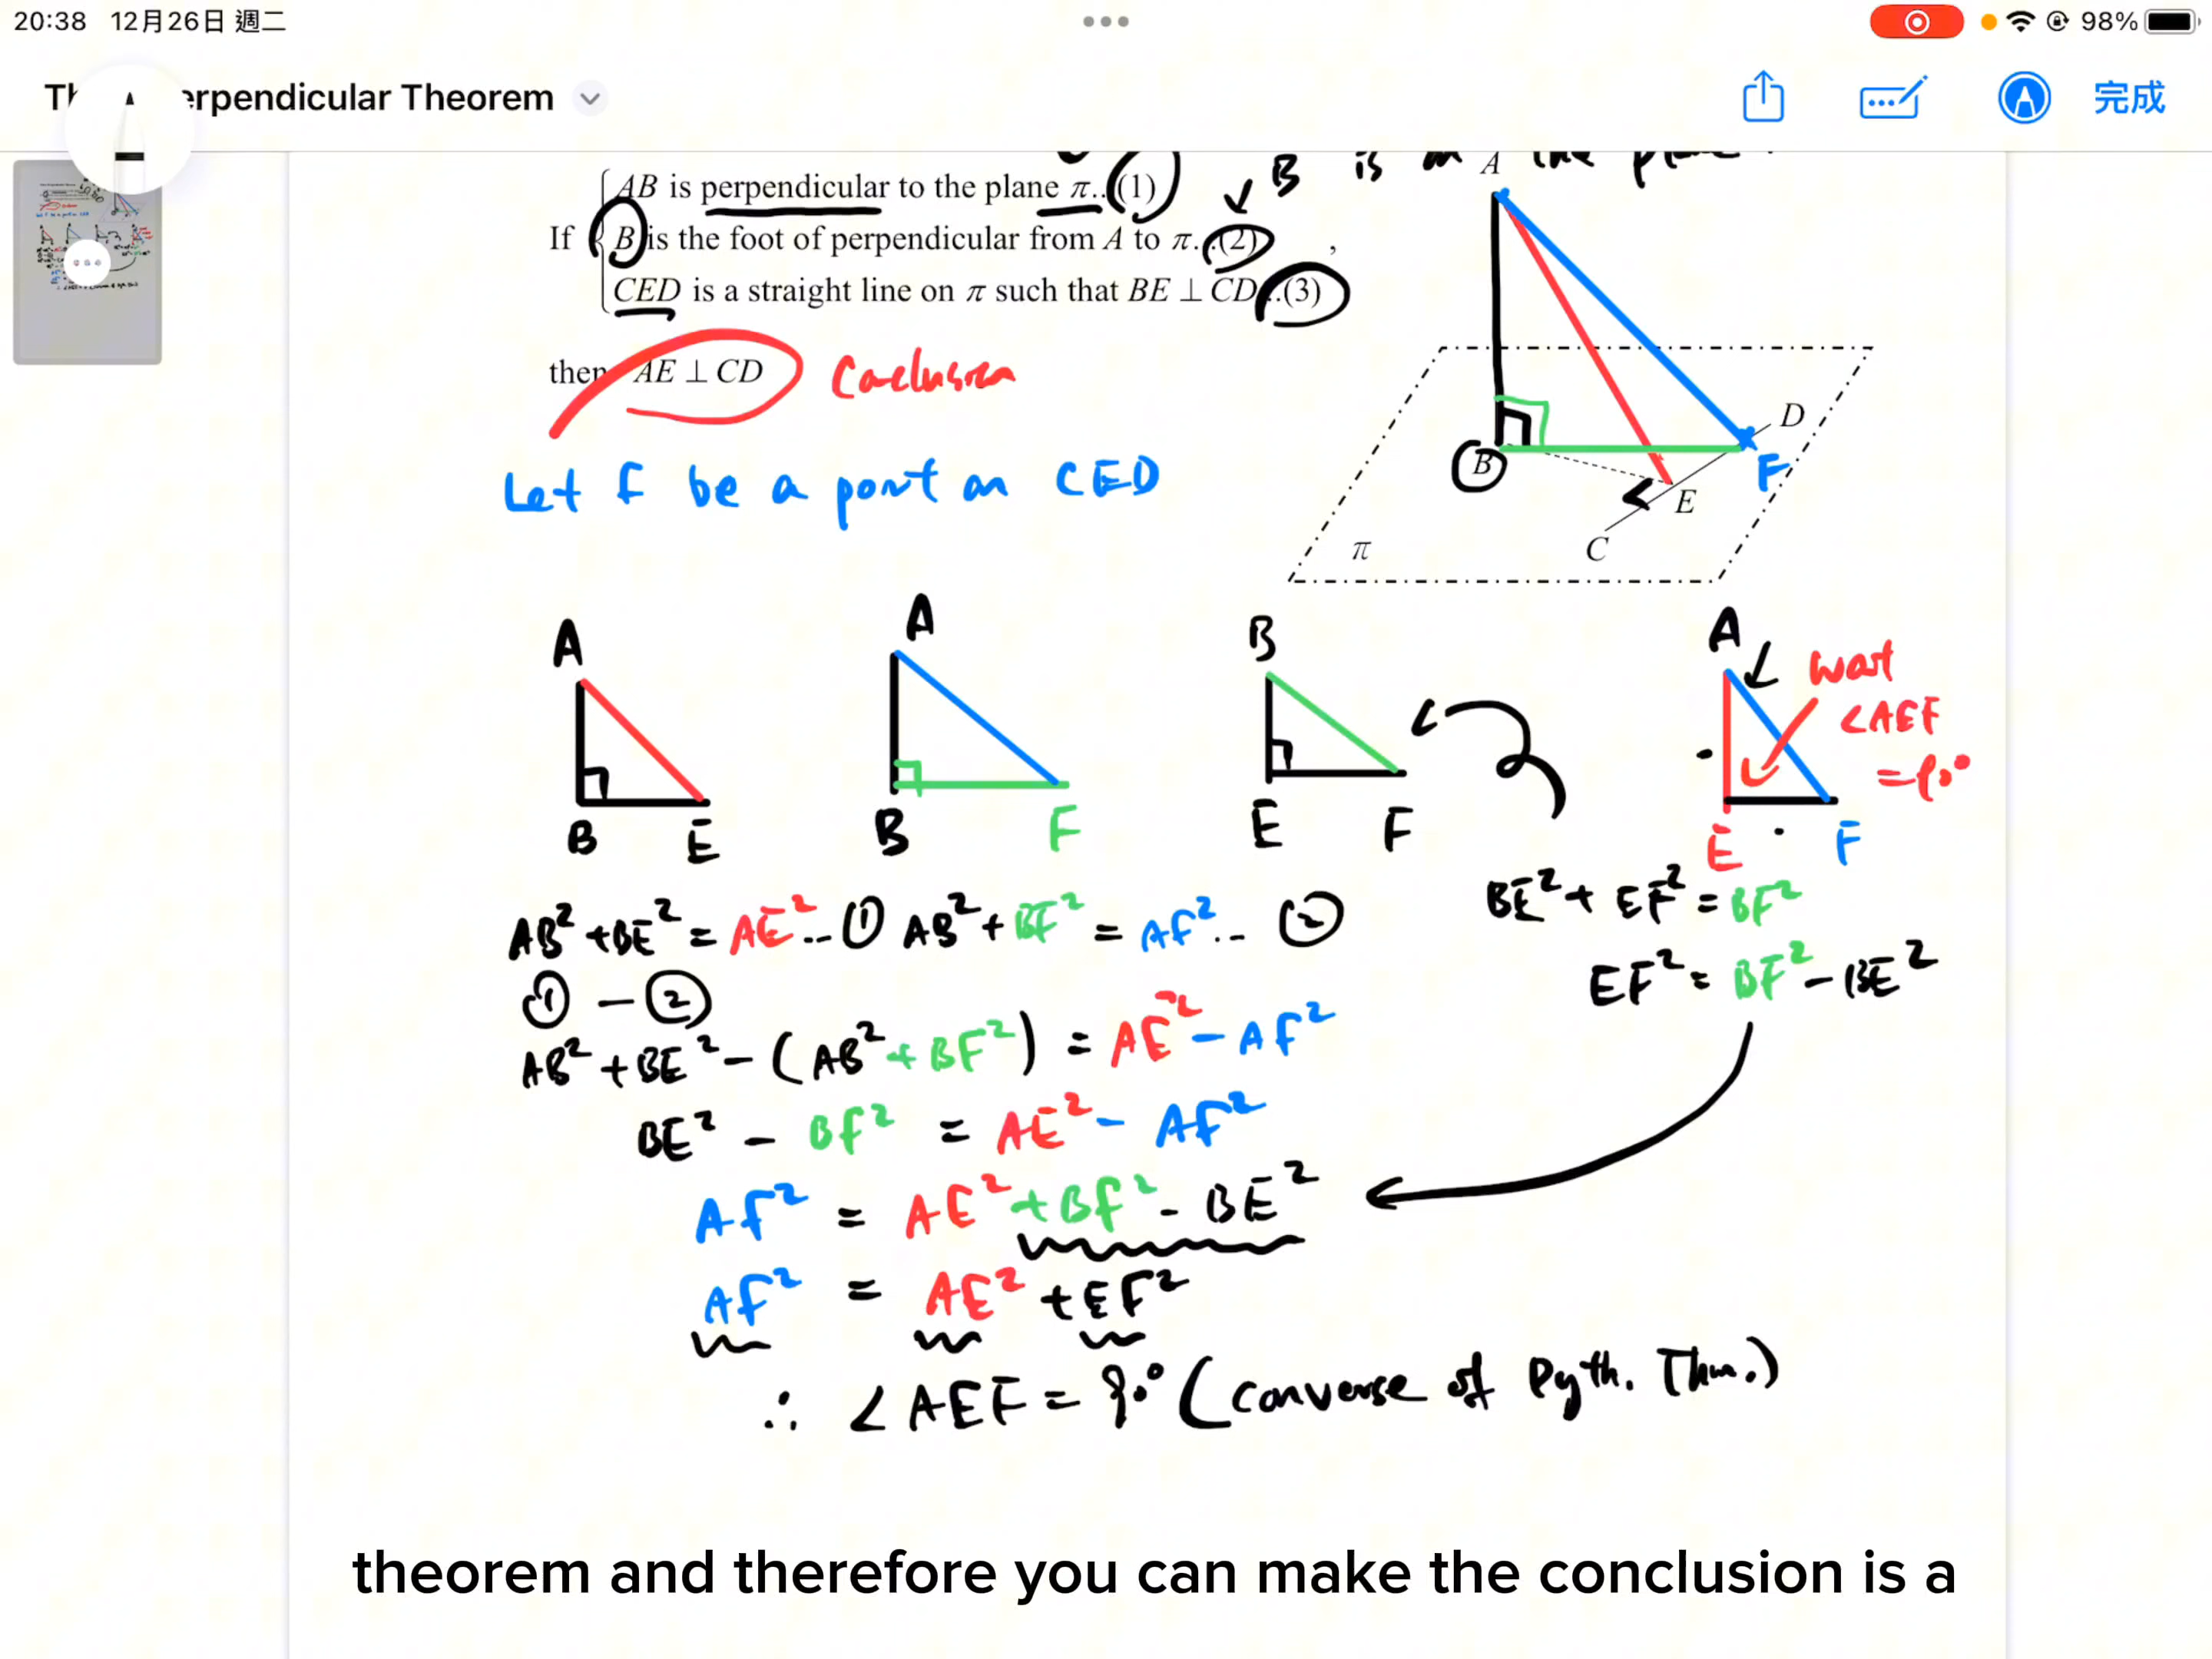 20:38 12月26日 週二 98%
erpendicular Theorem 完成
B is on the plane.
AB is perpendicular to the plane π...(1)
If B is the foot of perpendicular from A to π...(2) ,
CED is a straight line on π such that BE ⊥ CD...(3)
then AE ⊥ CD Conclusion
Let F be a point on CED
A
B
D
F
E
C
π
A
B E
A
B F
B
E F
A
E F
want
∠AEF
=90°
AB²+BE² = AE² .. ① AB²+BF² = AF² .. ②
BE²+ EF² = BF²
EF² = BF² − BE²
① − ②
AB²+BE² − (AB²+BF²) = AE² − AF²
BE² − BF² = AE² − AF²
AF² = AE² + BF² − BE²
AF² = AE² + EF²
∴ ∠AEF = 90° (converse of Pyth. Thm.)
theorem and therefore you can make the conclusion is a